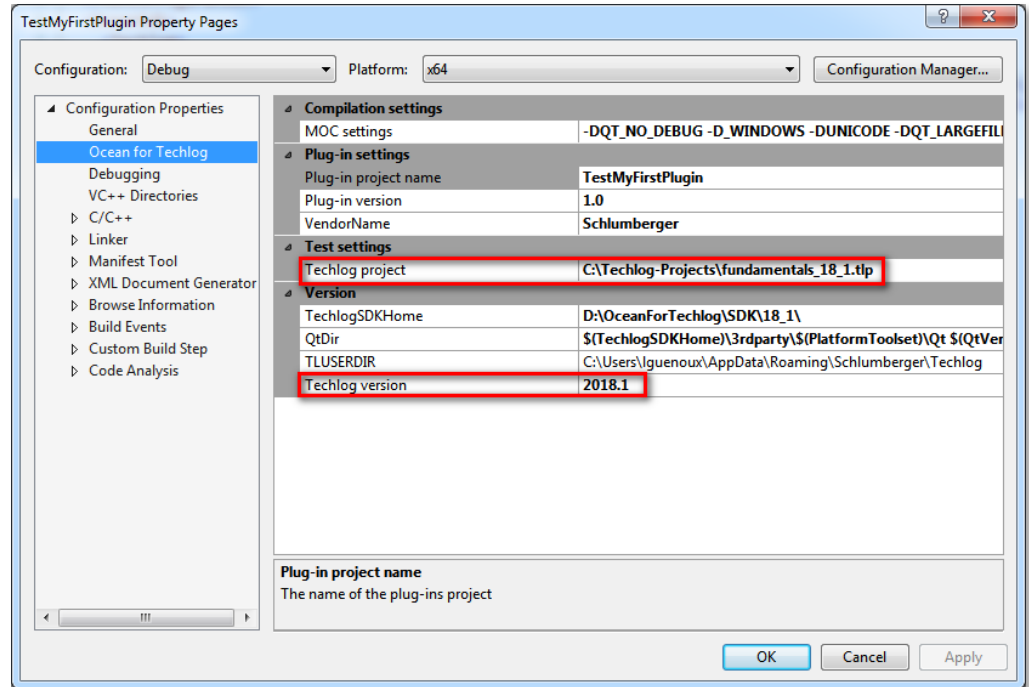 TestMyFirstPlugin Property Pages
Configuration: Debug Platform: x64 Configuration Manager...
Configuration Properties
General
Ocean for Techlog
Debugging
VC++ Directories
C/C++
Linker
Manifest Tool
XML Document Generator
Browse Information
Build Events
Custom Build Step
Code Analysis
Compilation settings
MOC settings -DQT_NO_DEBUG -D_WINDOWS -DUNICODE -DQT_LARGEFILI
Plug-in settings
Plug-in project name TestMyFirstPlugin
Plug-in version 1.0
VendorName Schlumberger
Test settings
Techlog project C:\Techlog-Projects\fundamentals_18_1.tlp
Version
TechlogSDKHome D:\OceanForTechlog\SDK\18_1\
QtDir $(TechlogSDKHome)\3rdparty\$(PlatformToolset)\Qt $(QtVer
TLUSERDIR C:\Users\lguenoux\AppData\Roaming\Schlumberger\Techlog
Techlog version 2018.1
Plug-in project name
The name of the plug-ins project
OK Cancel Apply